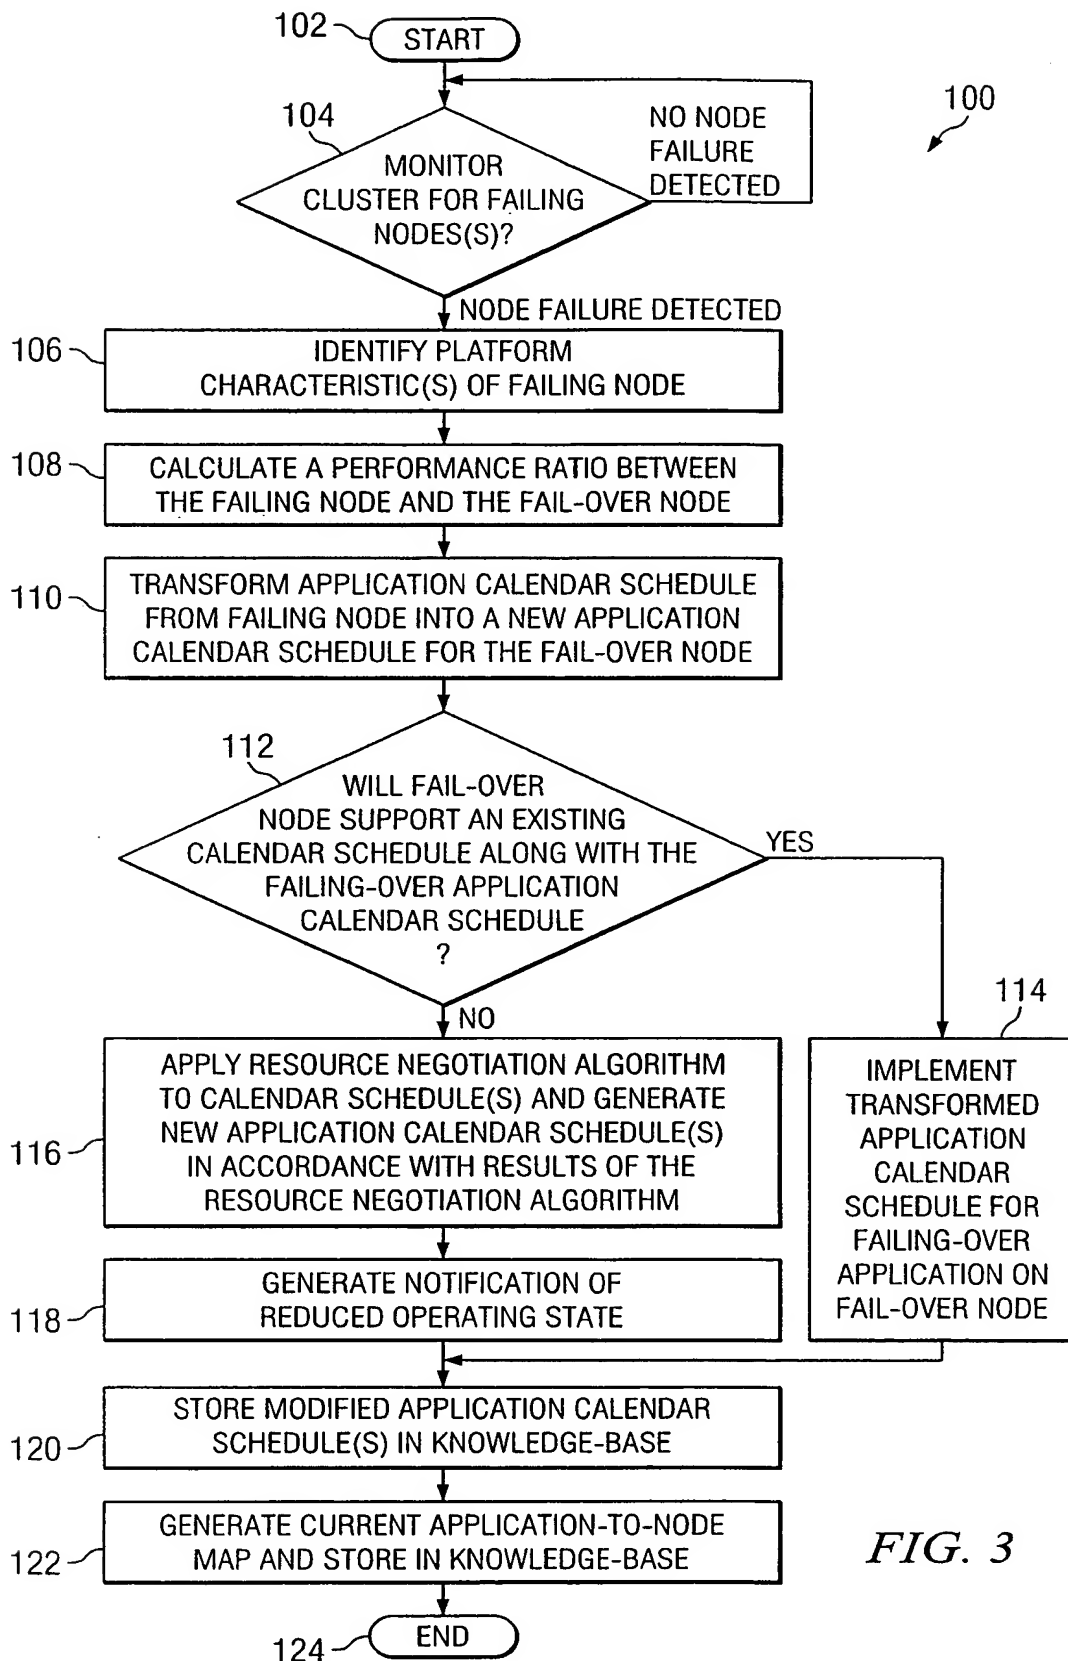 102
START
100
104
NO NODE
FAILURE
DETECTED
MONITOR
CLUSTER FOR FAILING
NODES(S)?
NODE FAILURE DETECTED
106
IDENTIFY PLATFORM
CHARACTERISTIC(S) OF FAILING NODE
108
CALCULATE A PERFORMANCE RATIO BETWEEN
THE FAILING NODE AND THE FAIL-OVER NODE
110
TRANSFORM APPLICATION CALENDAR SCHEDULE
FROM FAILING NODE INTO A NEW APPLICATION
CALENDAR SCHEDULE FOR THE FAIL-OVER NODE
112
WILL FAIL-OVER
NODE SUPPORT AN EXISTING
CALENDAR SCHEDULE ALONG WITH THE
FAILING-OVER APPLICATION
CALENDAR SCHEDULE
?
YES
NO
114
IMPLEMENT
TRANSFORMED
APPLICATION
CALENDAR
SCHEDULE FOR
FAILING-OVER
APPLICATION ON
FAIL-OVER NODE
116
APPLY RESOURCE NEGOTIATION ALGORITHM
TO CALENDAR SCHEDULE(S) AND GENERATE
NEW APPLICATION CALENDAR SCHEDULE(S)
IN ACCORDANCE WITH RESULTS OF THE
RESOURCE NEGOTIATION ALGORITHM
118
GENERATE NOTIFICATION OF
REDUCED OPERATING STATE
120
STORE MODIFIED APPLICATION CALENDAR
SCHEDULE(S) IN KNOWLEDGE-BASE
122
GENERATE CURRENT APPLICATION-TO-NODE
MAP AND STORE IN KNOWLEDGE-BASE
FIG. 3
124
END